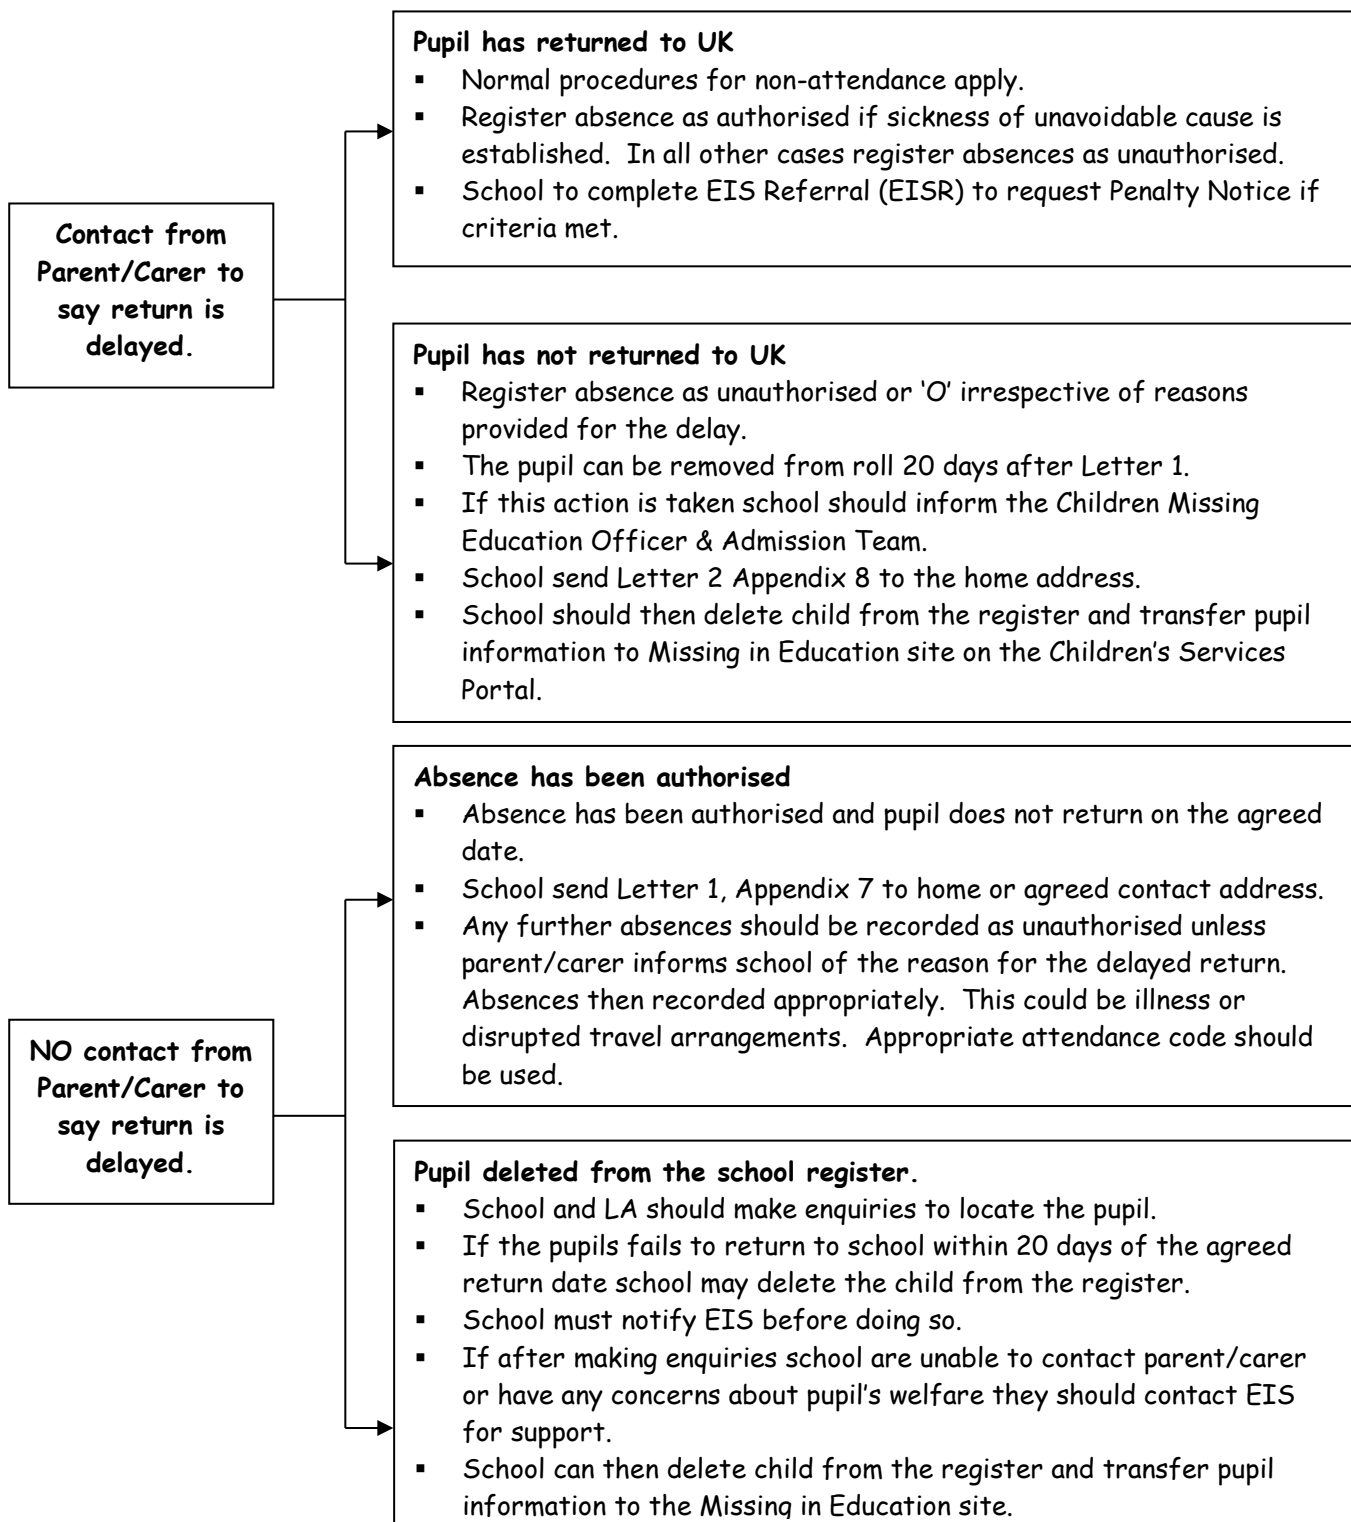 Contact from
Parent/Carer to
say return is
delayed.
Pupil has returned to UK
▪ Normal procedures for non-attendance apply.
▪ Register absence as authorised if sickness of unavoidable cause is
established. In all other cases register absences as unauthorised.
▪ School to complete EIS Referral (EISR) to request Penalty Notice if
criteria met.
Pupil has not returned to UK
▪ Register absence as unauthorised or ‘O’ irrespective of reasons
provided for the delay.
▪ The pupil can be removed from roll 20 days after Letter 1.
▪ If this action is taken school should inform the Children Missing
Education Officer & Admission Team.
▪ School send Letter 2 Appendix 8 to the home address.
▪ School should then delete child from the register and transfer pupil
information to Missing in Education site on the Children’s Services
Portal.
NO contact from
Parent/Carer to
say return is
delayed.
Absence has been authorised
▪ Absence has been authorised and pupil does not return on the agreed
date.
▪ School send Letter 1, Appendix 7 to home or agreed contact address.
▪ Any further absences should be recorded as unauthorised unless
parent/carer informs school of the reason for the delayed return.
Absences then recorded appropriately. This could be illness or
disrupted travel arrangements. Appropriate attendance code should
be used.
Pupil deleted from the school register.
▪ School and LA should make enquiries to locate the pupil.
▪ If the pupils fails to return to school within 20 days of the agreed
return date school may delete the child from the register.
▪ School must notify EIS before doing so.
▪ If after making enquiries school are unable to contact parent/carer
or have any concerns about pupil’s welfare they should contact EIS
for support.
▪ School can then delete child from the register and transfer pupil
information to the Missing in Education site.